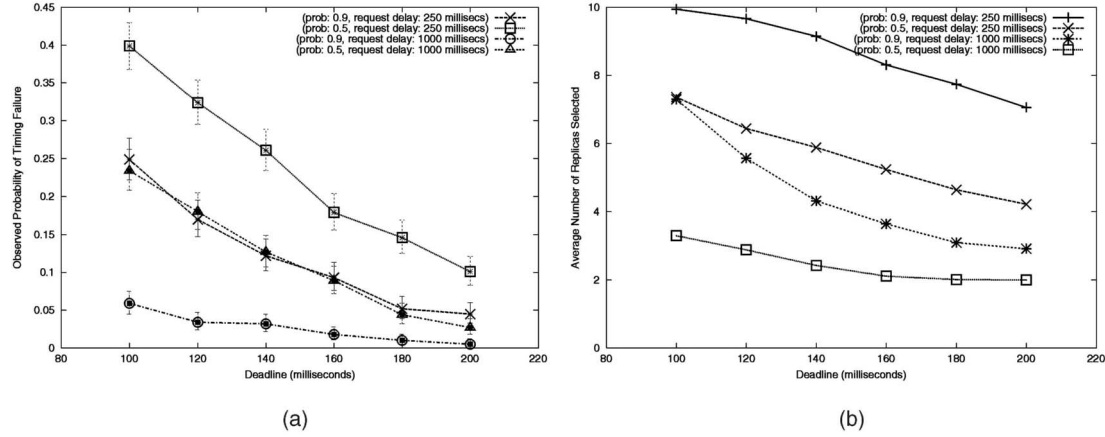 (prob: 0.9, request delay: 250 millisecs)
(prob: 0.5, request delay: 250 millisecs)
(prob: 0.9, request delay: 1000 millisecs)
(prob: 0.5, request delay: 1000 millisecs)
Observed Probability of Timing Failure
0.45
0.4
0.35
0.3
0.25
0.2
0.15
0.1
0.05
0
80 100 120 140 160 180 200 220
Deadline (milliseconds)
(a)
(prob: 0.9, request delay: 250 millisecs)
(prob: 0.5, request delay: 250 millisecs)
(prob: 0.9, request delay: 1000 millisecs)
(prob: 0.5, request delay: 1000 millisecs)
Average Number of Replicas Selected
10
8
6
4
2
0
80 100 120 140 160 180 200 220
Deadline (milliseconds)
(b)